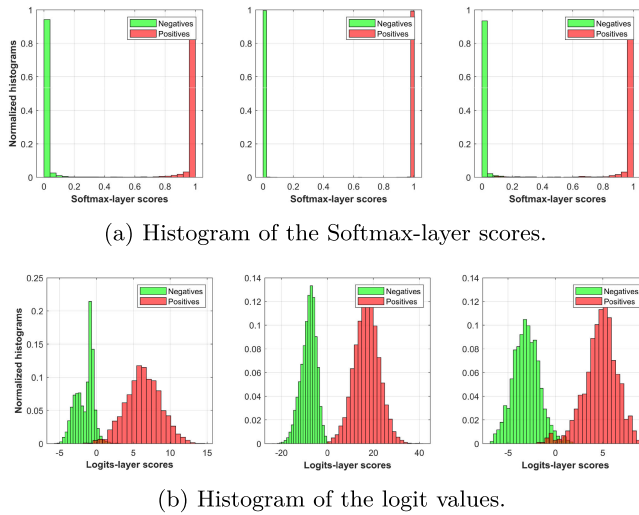 Normalized histograms
1
0.8
0.6
0.4
0.2
0
Negatives
Positives
0 0.2 0.4 0.6 0.8 1
Softmax-layer scores
1
0.8
0.6
0.4
0.2
0
Negatives
Positives
0 0.2 0.4 0.6 0.8 1
Softmax-layer scores
1
0.8
0.6
0.4
0.2
0
Negatives
Positives
0 0.2 0.4 0.6 0.8 1
Softmax-layer scores
(a) Histogram of the Softmax-layer scores.
Normalized histograms
0.25
0.2
0.15
0.1
0.05
0
Negatives
Positives
-5 0 5 10 15
Logits-layer scores
0.14
0.12
0.1
0.08
0.06
0.04
0.02
0
Negatives
Positives
-20 0 20 40
Logits-layer scores
0.14
0.12
0.1
0.08
0.06
0.04
0.02
0
Negatives
Positives
-5 0 5
Logits-layer scores
(b) Histogram of the logit values.